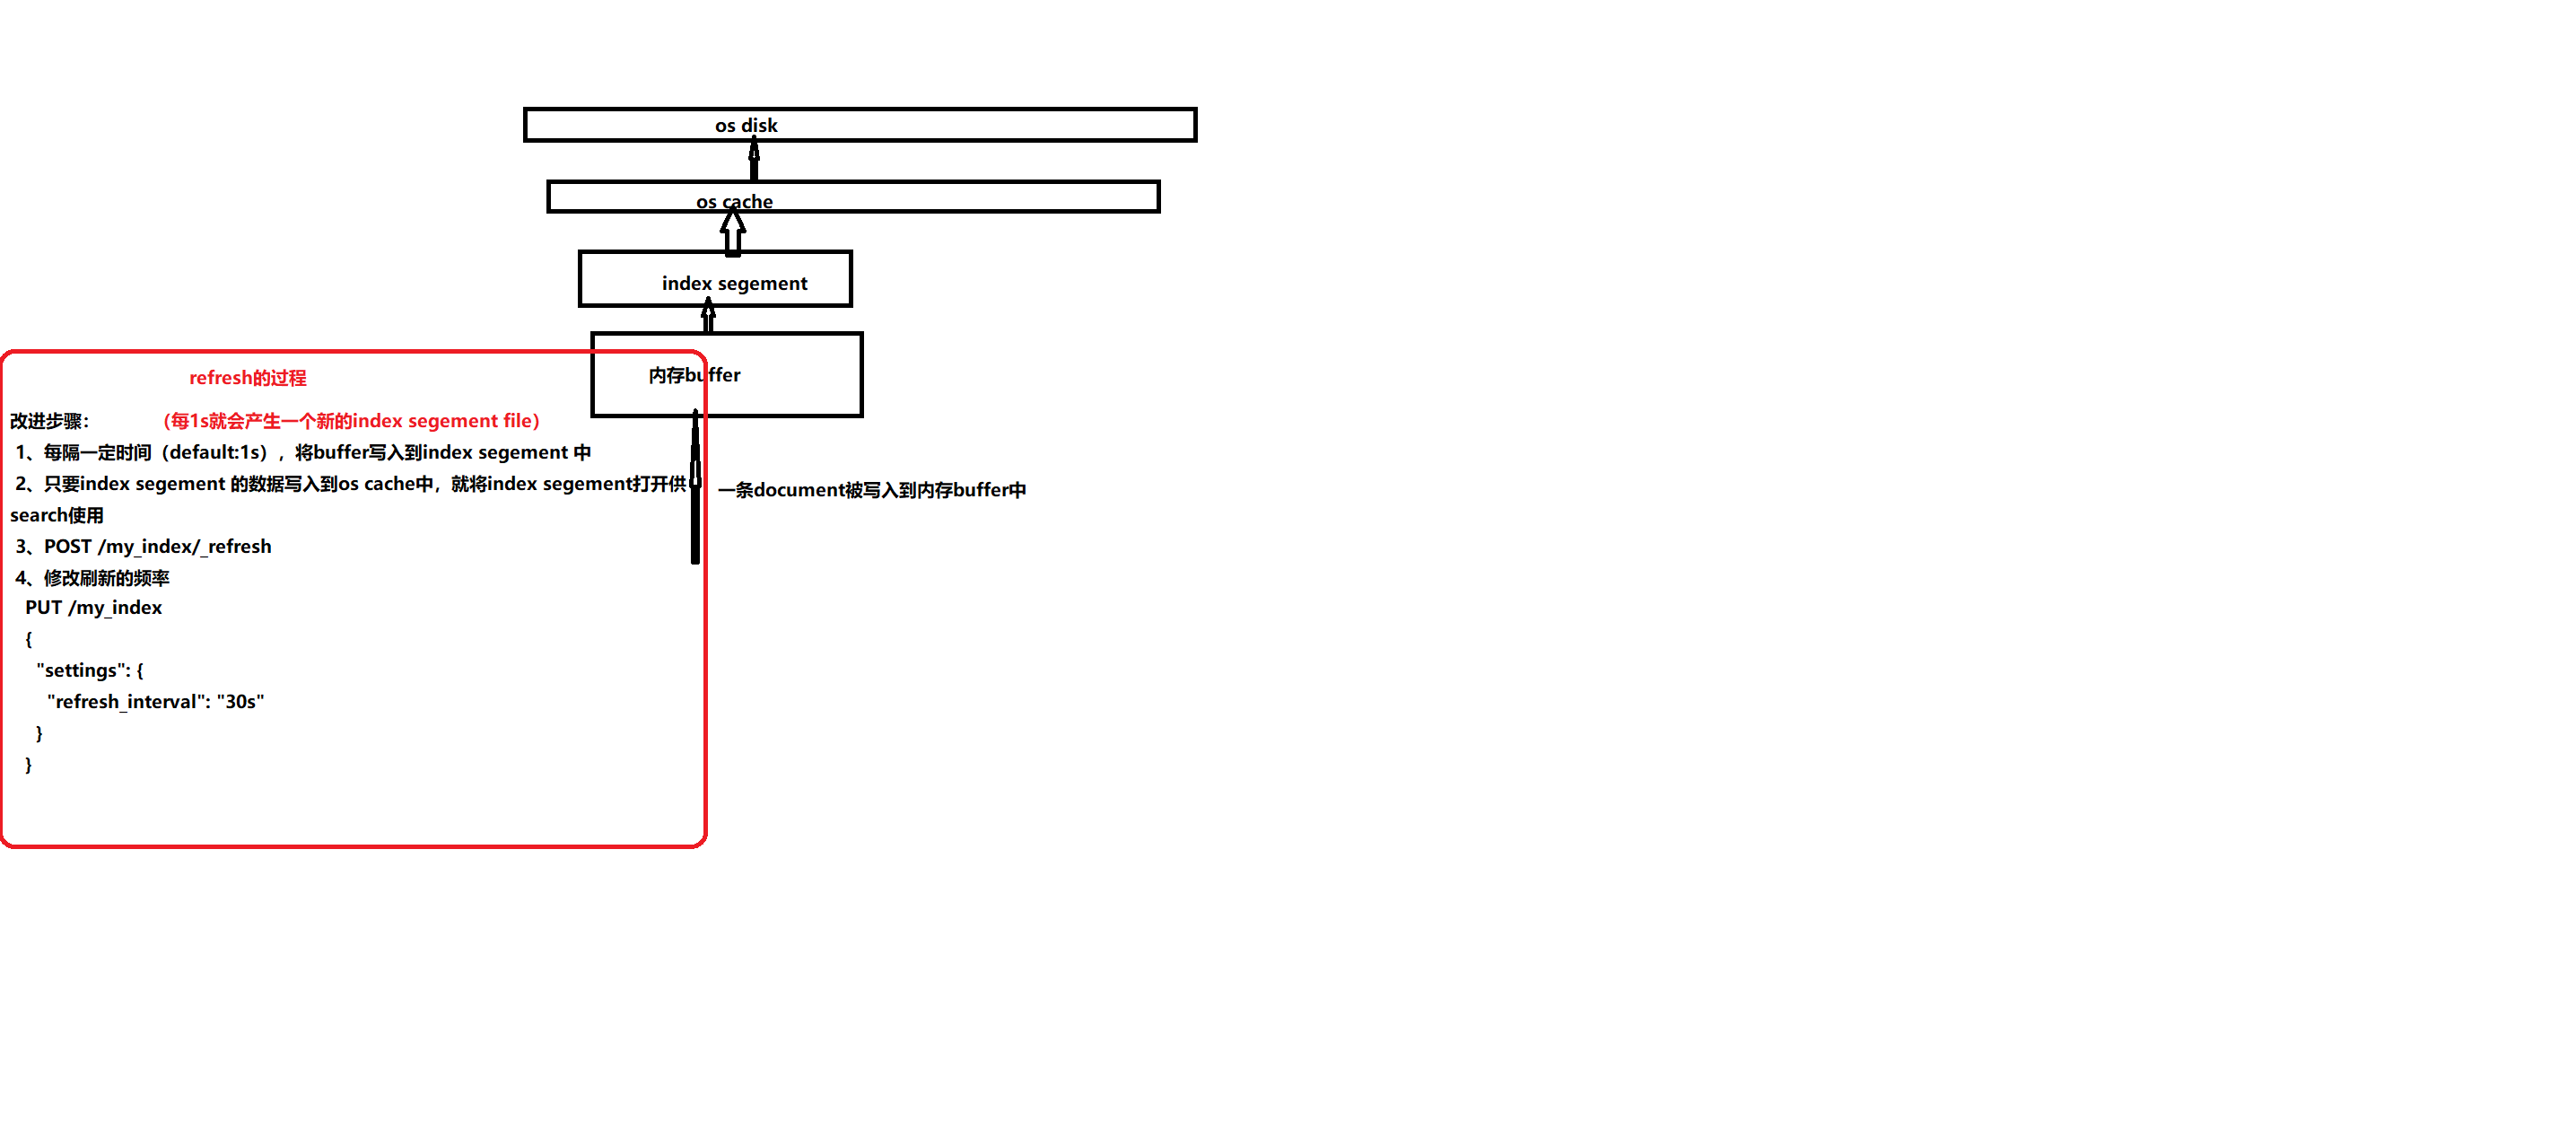 os disk
os cache
index segement
内存buffer
refresh的过程
改进步骤： （每1s就会产生一个新的index segement file）
1、每隔一定时间（default:1s），将buffer写入到index segement 中
2、只要index segement 的数据写入到os cache中，就将index segement打开供
search使用
3、POST /my_index/_refresh
4、修改刷新的频率
PUT /my_index
{
"settings": {
"refresh_interval": "30s"
}
}
一条document被写入到内存buffer中